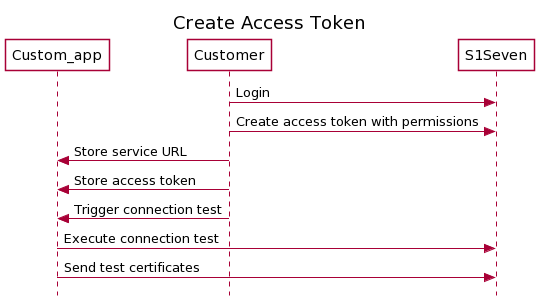 Create Access Token
Custom_app
Customer
S1Seven
Login
Create access token with permissions
Store service URL
Store access token
Trigger connection test
Execute connection test
Send test certificates